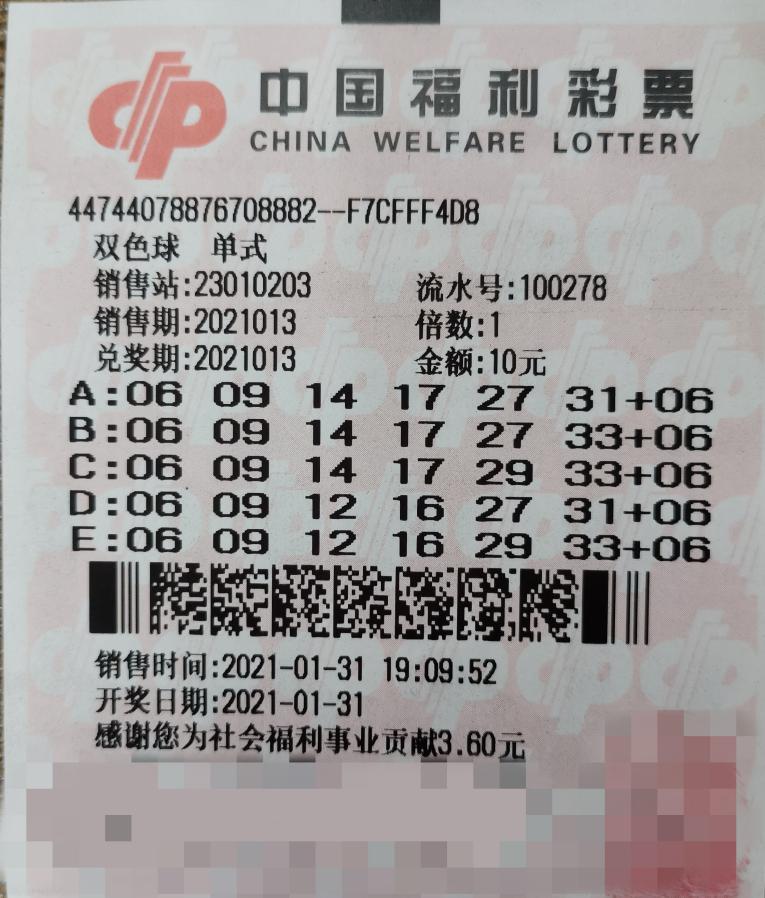 中国福利彩票
CHINA WELFARE LOTTERY
44744078876708882--F7CFFF4D8
双色球 单式
销售站:23010203 流水号:100278
销售期:2021013 倍数:1
兑奖期:2021013 金额:10元
A:06 09 14 17 27 31+06
B:06 09 14 17 27 33+06
C:06 09 14 17 29 33+06
D:06 09 12 16 27 31+06
E:06 09 12 16 29 33+06
销售时间:2021-01-31 19:09:52
开奖日期:2021-01-31
感谢您为社会福利事业贡献3.60元